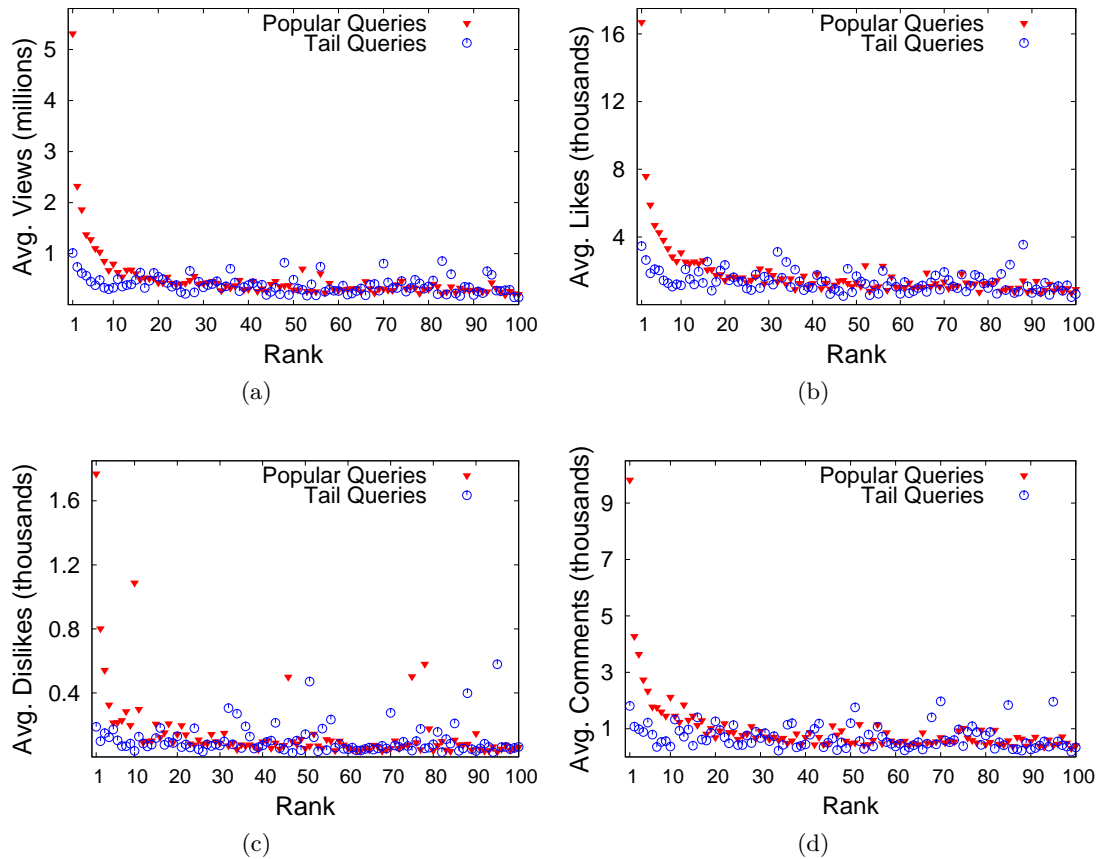 Avg. Views (millions)
5
4
3
2
1
1 10 20 30 40 50 60 70 80 90 100
Rank
Popular Queries
Tail Queries
(a)
Avg. Likes (thousands)
16
12
8
4
1 10 20 30 40 50 60 70 80 90 100
Rank
Popular Queries
Tail Queries
(b)
Avg. Dislikes (thousands)
1.6
1.2
0.8
0.4
1 10 20 30 40 50 60 70 80 90 100
Rank
Popular Queries
Tail Queries
(c)
Avg. Comments (thousands)
9
7
5
3
1
1 10 20 30 40 50 60 70 80 90 100
Rank
Popular Queries
Tail Queries
(d)